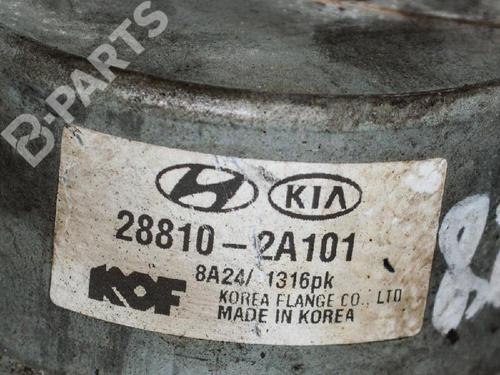 B-PARTS
KIA
28810-2A101
8A24/ 1316pk
KOF
KOREA FLANGE CO., LTD
MADE IN KOREA